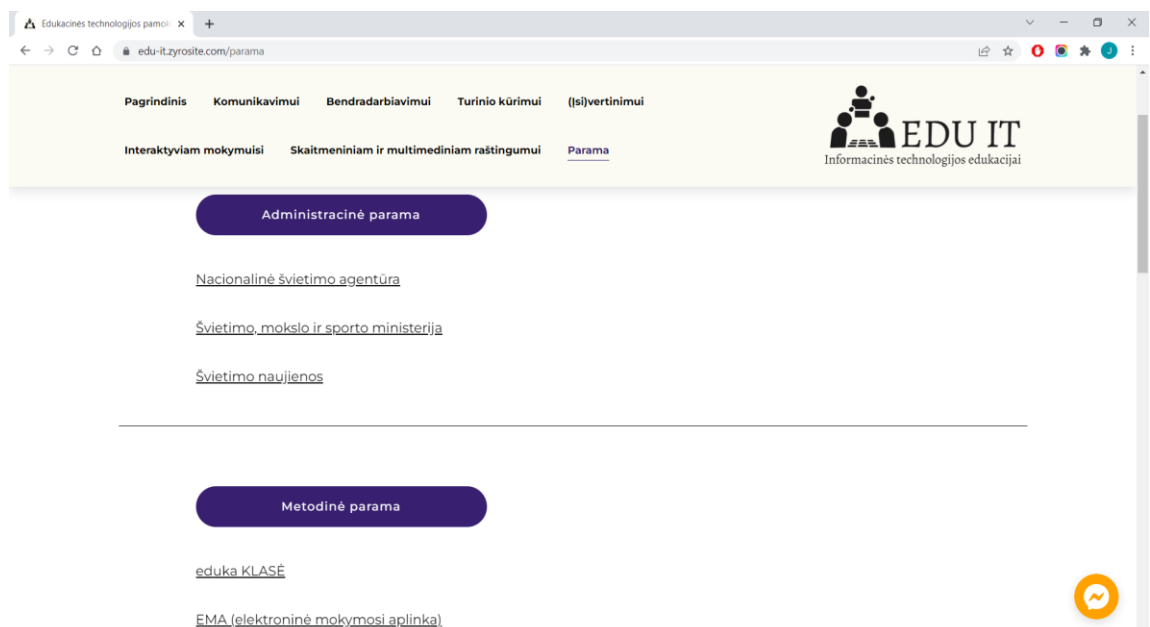 Edukacinės technologijos pamok
edu-it.zyrosite.com/parama
J
Pagrindinis Komunikavimui Bendradarbiavimui Turinio kūrimui (Įsi)vertinimui
Interaktyviam mokymuisi Skaitmeniniam ir multimediniam raštingumui Parama
EDU IT
Informacinės technologijos edukacijai
Administracinė parama
Nacionalinė švietimo agentūra
Švietimo, mokslo ir sporto ministerija
Švietimo naujienos
Metodinė parama
eduka KLASĖ
EMA (elektroninė mokymosi aplinka)